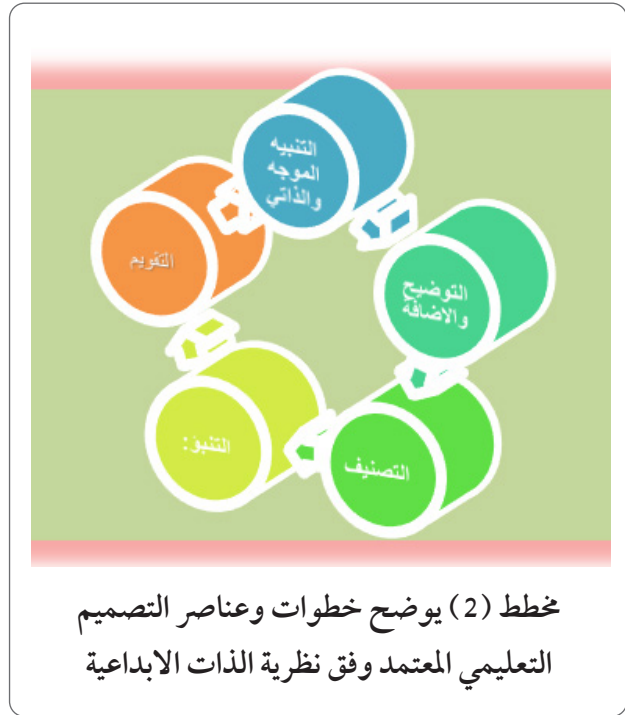 التنبيه
الموجه
والذاتي
التوضيح
والاضافة
التصنيف
التنبؤ:
التقويم
مخطط (2) يوضح خطوات وعناصر التصميم
التعليمي المعتمد وفق نظرية الذات الابداعية